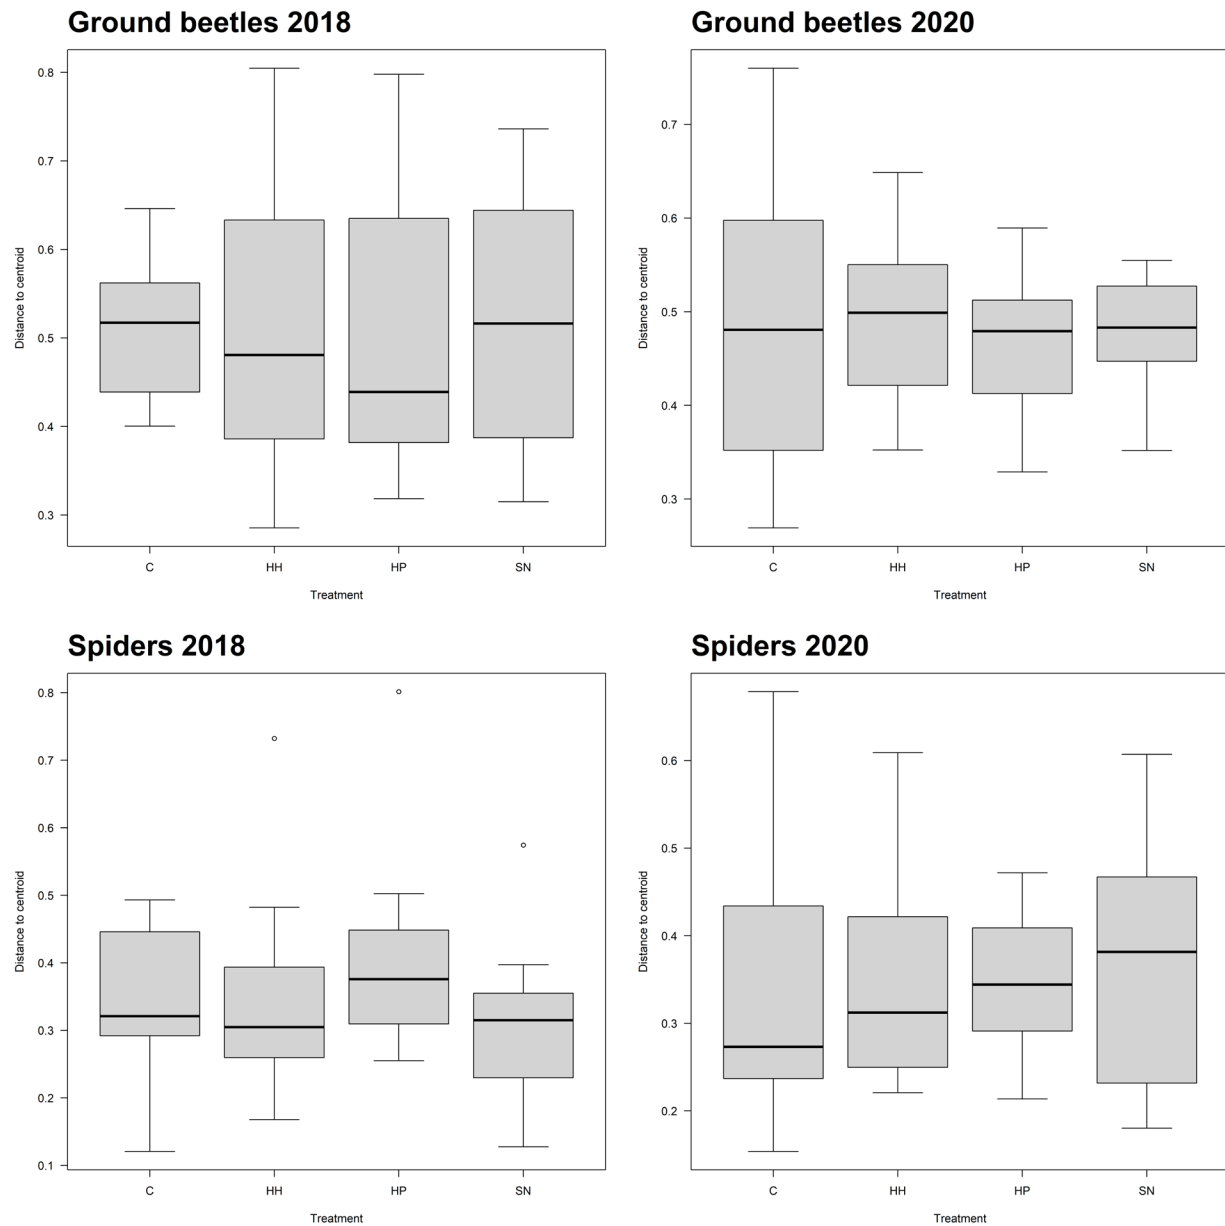 Ground beetles 2018
Distance to centroid
0.8
0.7
0.6
0.5
0.4
0.3
C HH HP SN
Treatment
Ground beetles 2020
Distance to centroid
0.7
0.6
0.5
0.4
0.3
C HH HP SN
Treatment
Spiders 2018
Distance to centroid
0.8
0.7
0.6
0.5
0.4
0.3
0.2
0.1
C HH HP SN
Treatment
Spiders 2020
Distance to centroid
0.6
0.5
0.4
0.3
0.2
C HH HP SN
Treatment